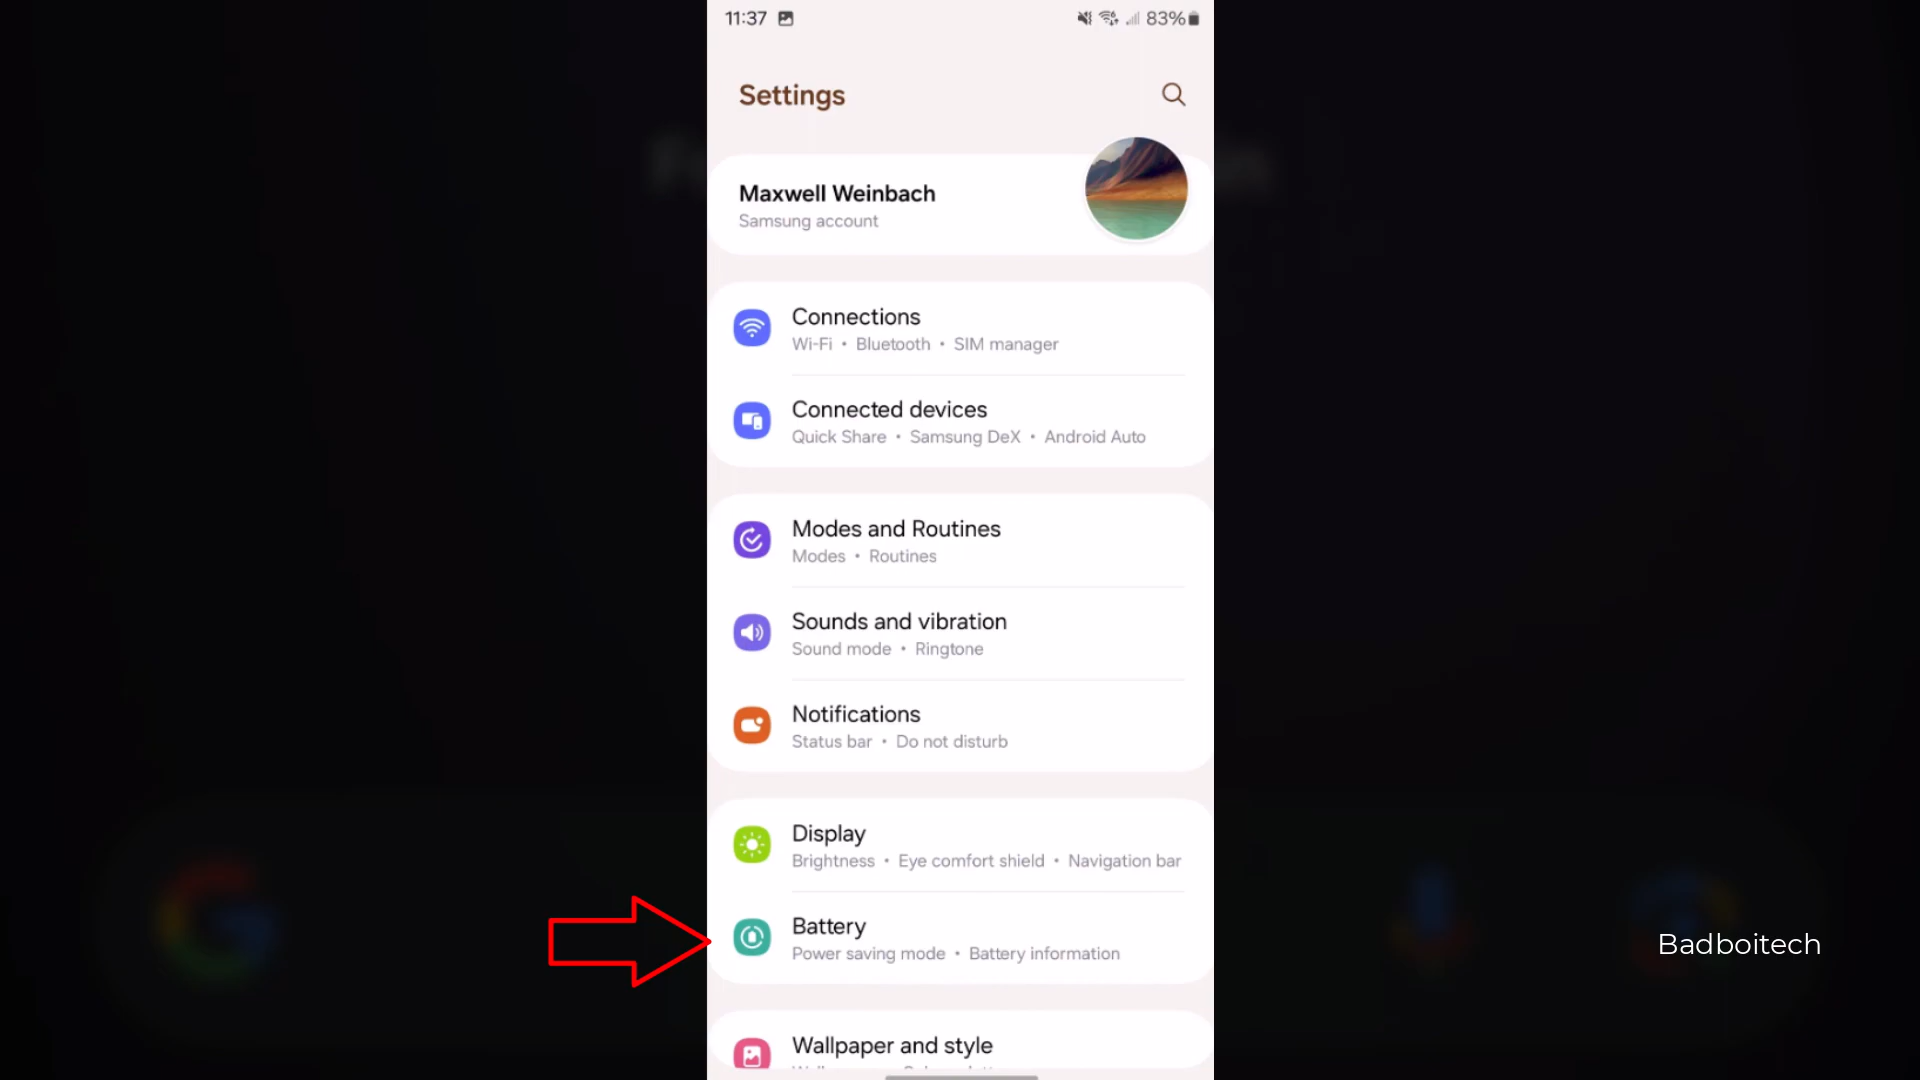 11:37
83%
Settings
Maxwell Weinbach
Samsung account
Connections
Wi-Fi • Bluetooth • SIM manager
Connected devices
Quick Share • Samsung DeX • Android Auto
Modes and Routines
Modes • Routines
Sounds and vibration
Sound mode • Ringtone
Notifications
Status bar • Do not disturb
Display
Brightness • Eye comfort shield • Navigation bar
Battery
Power saving mode • Battery information
Badboitech
Wallpaper and style